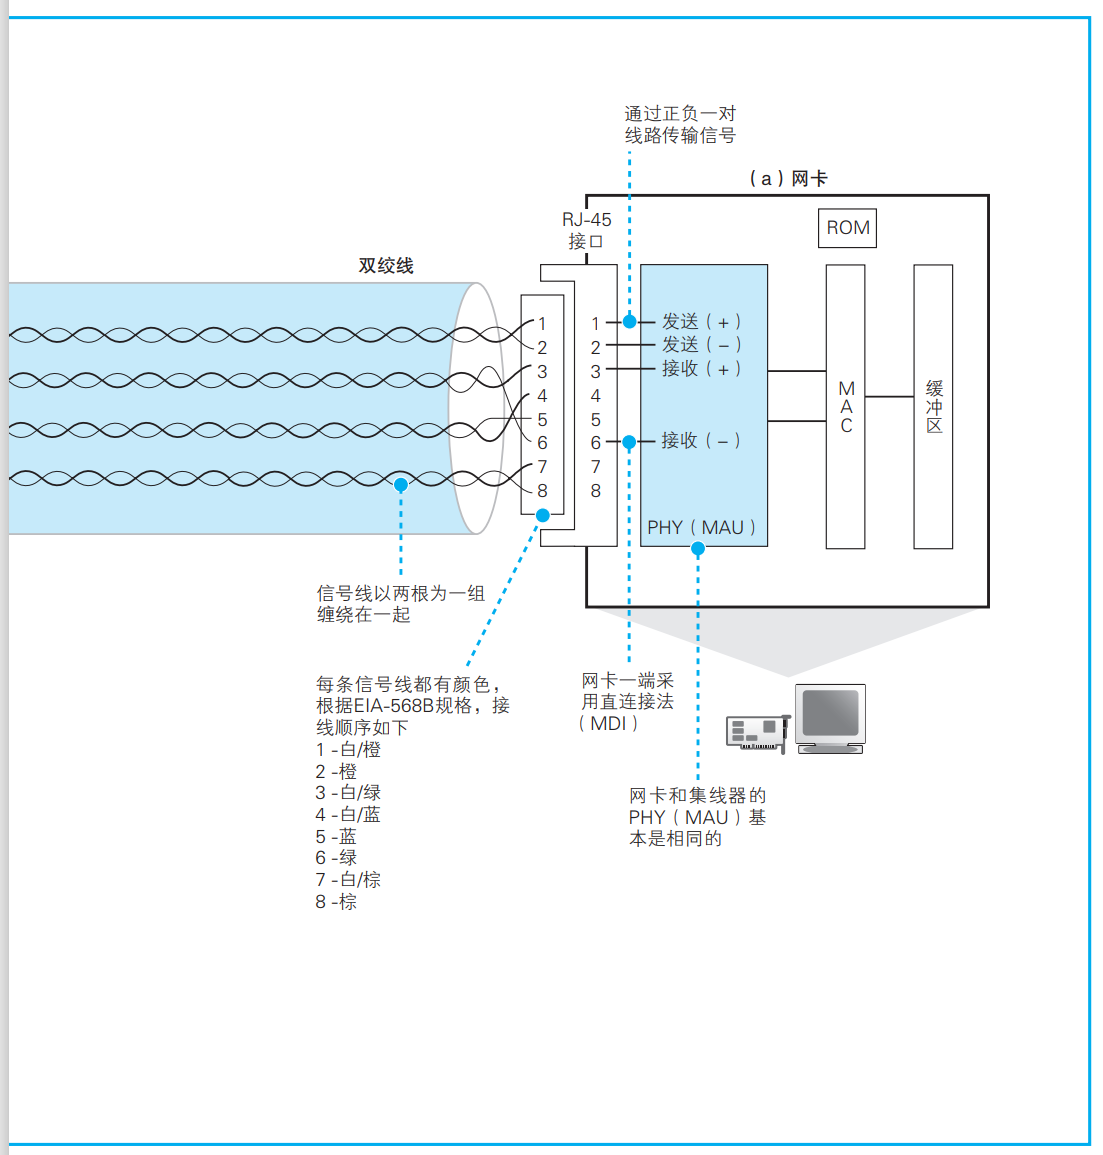 通过正负一对
线路传输信号
（a）网卡
RJ-45
接口
ROM
双绞线
1
2
3
4
5
6
7
8
1
2
3
4
5
6
7
8
发送（+）
发送（−）
接收（+）
接收（−）
PHY（MAU）
MAC
缓冲区
信号线以两根为一组
缠绕在一起
每条信号线都有颜色，
根据EIA-568B规格，接
线顺序如下
1 -白/橙
2 -橙
3 -白/绿
4 -白/蓝
5 -蓝
6 -绿
7 -白/棕
8 -棕
网卡一端采
用直连接法
（MDI）
网卡和集线器的
PHY（MAU）基
本是相同的